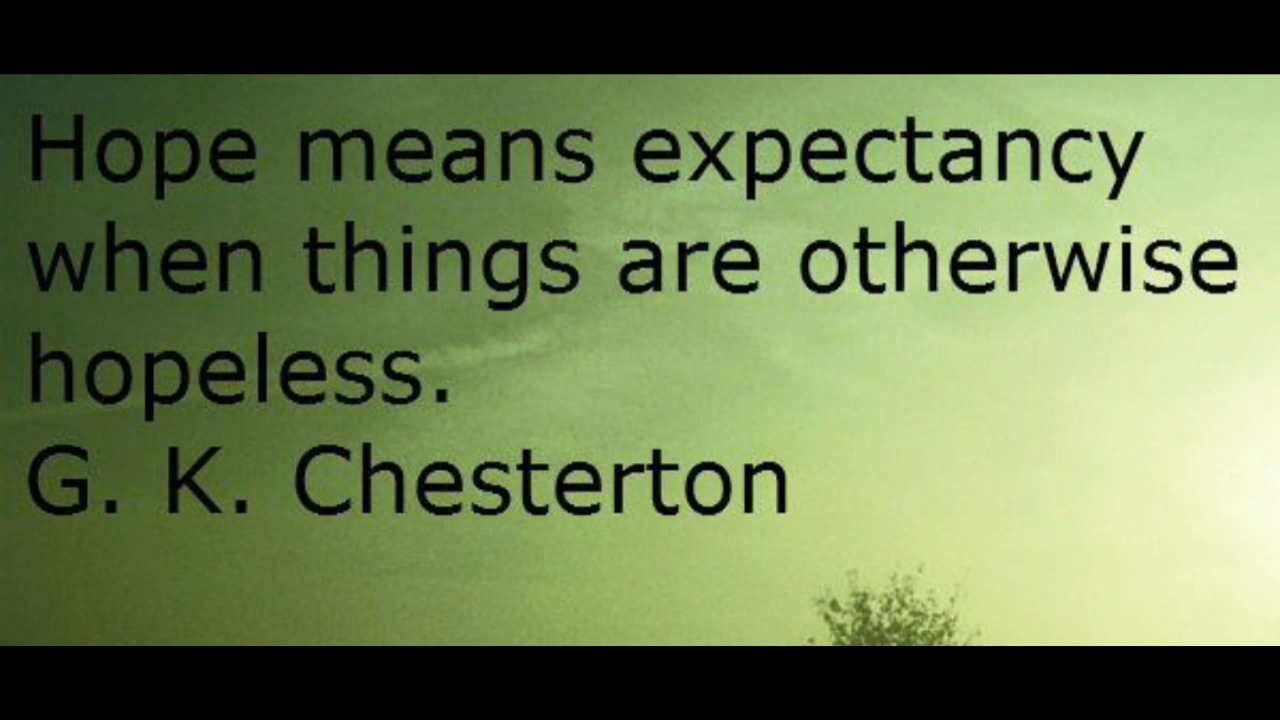 Hope means expectancy
when things are otherwise
hopeless.
G. K. Chesterton